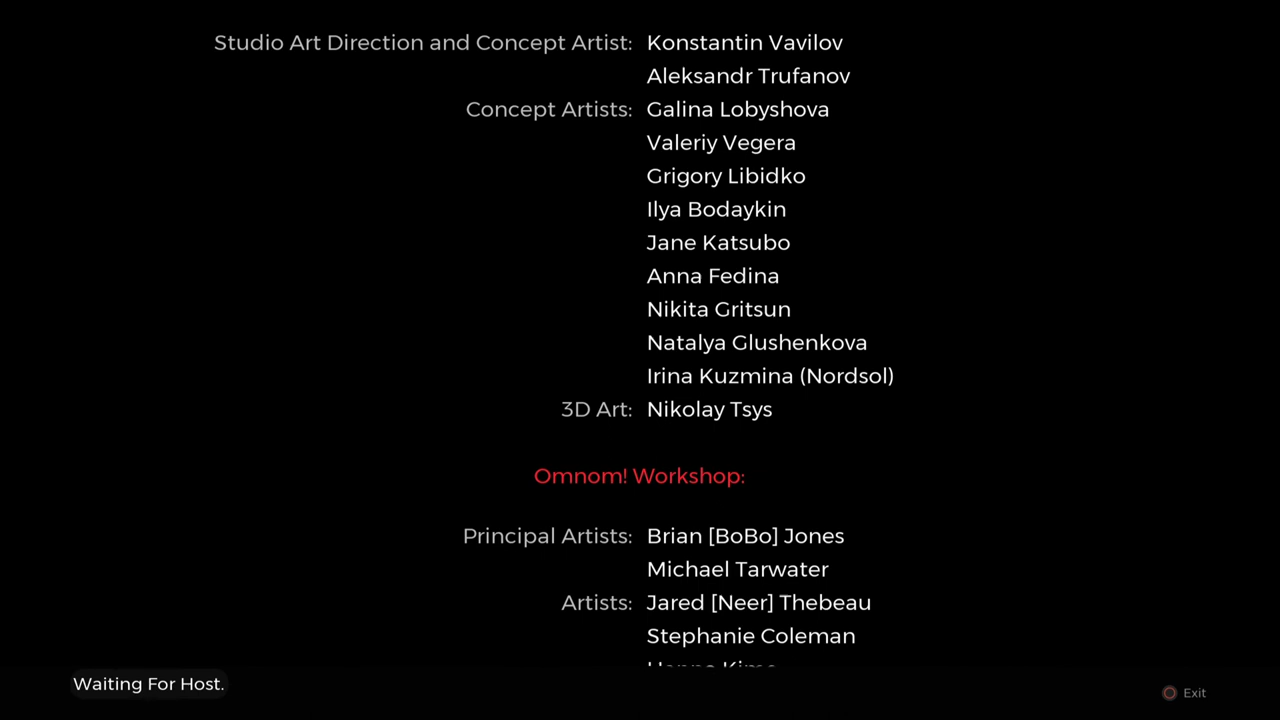 Studio Art Direction and Concept Artist: Konstantin Vavilov
Aleksandr Trufanov
Concept Artists: Galina Lobyshova
Valeriy Vegera
Grigory Libidko
Ilya Bodaykin
Jane Katsubo
Anna Fedina
Nikita Gritsun
Natalya Glushenkova
Irina Kuzmina (Nordsol)
3D Art: Nikolay Tsys
Omnom! Workshop:
Principal Artists: Brian [BoBo] Jones
Michael Tarwater
Artists: Jared [Neer] Thebeau
Stephanie Coleman
Waiting For Host.
Exit